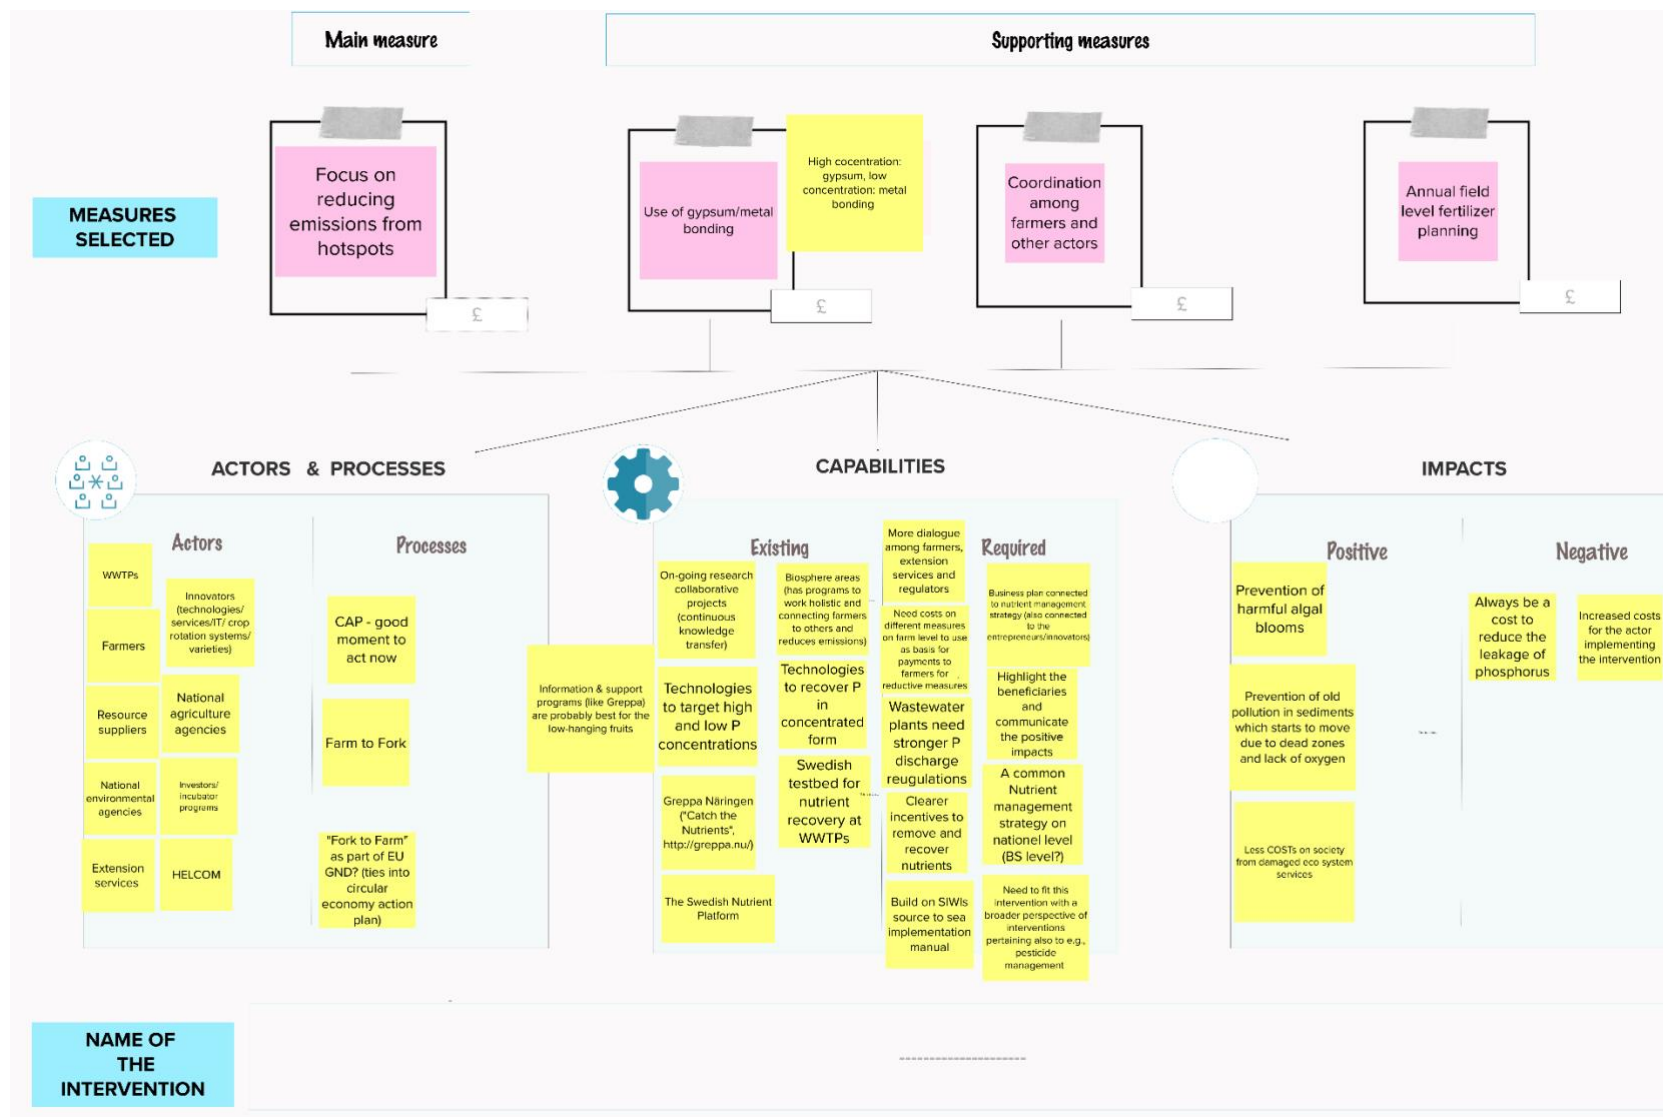 Main measure
Supporting measures
MEASURES
SELECTED
Focus on
reducing
emissions from
hotspots
£
Use of gypsum/metal
bonding
High cocentration:
gypsum, low
concentration: metal
bonding
£
Coordination
among
farmers and
other actors
£
Annual field
level fertilizer
planning
£
ACTORS & PROCESSES
Actors
WWTPs
Innovators
(technologies/
services/IT/ crop
rotation systems/
varieties)
Farmers
Resource
suppliers
National
agriculture
agencies
National
environmental
agencies
Investors/
incubator
programs
Extension
services
HELCOM
Processes
CAP - good
moment to
act now
Farm to Fork
"Fork to Farm"
as part of EU
GND? (ties into
circular
economy action
plan)
CAPABILITIES
Existing
Information & support
programs (like Greppa)
are probably best for the
low-hanging fruits
On-going research
collaborative
projects
(continuous
knowledge
transfer)
Biosphere areas
(has programs to
work holistic and
connecting farmers
to others and
reduces emissions)
Technologies
to target high
and low P
concentrations
Technologies
to recover P
in
concentrated
form
Greppa Näringen
("Catch the
Nutrients",
http://greppa.nu/)
Swedish
testbed for
nutrient
recovery at
WWTPs
The Swedish Nutrient
Platform
Required
More dialogue
among farmers,
extension
services and
regulators
Business plan connected
to nutrient management
strategy (also connected
to the
entrepreneurs/innovators)
Need costs on
different measures
on farm level to use
as basis for
payments to
farmers for
reductive measures
Highlight the
beneficiaries
and
communicate
the positive
impacts
Wastewater
plants need
stronger P
discharge
reugulations
A common
Nutrient
management
strategy on
nationel level
(BS level?)
Clearer
incentives to
remove and
recover
nutrients
Build on SIWIs
source to sea
implementation
manual
Need to fit this
intervention with a
broader perspective of
interventions
pertaining also to e.g.,
pesticide
management
IMPACTS
Positive
Prevention of
harmful algal
blooms
Prevention of old
pollution in sediments
which starts to move
due to dead zones
and lack of oxygen
Less COSTs on society
from damaged eco system
services
Negative
Always be a
cost to
reduce the
leakage of
phosphorus
Increased costs
for the actor
implementing
the intervention
NAME OF
THE
INTERVENTION
---------------------